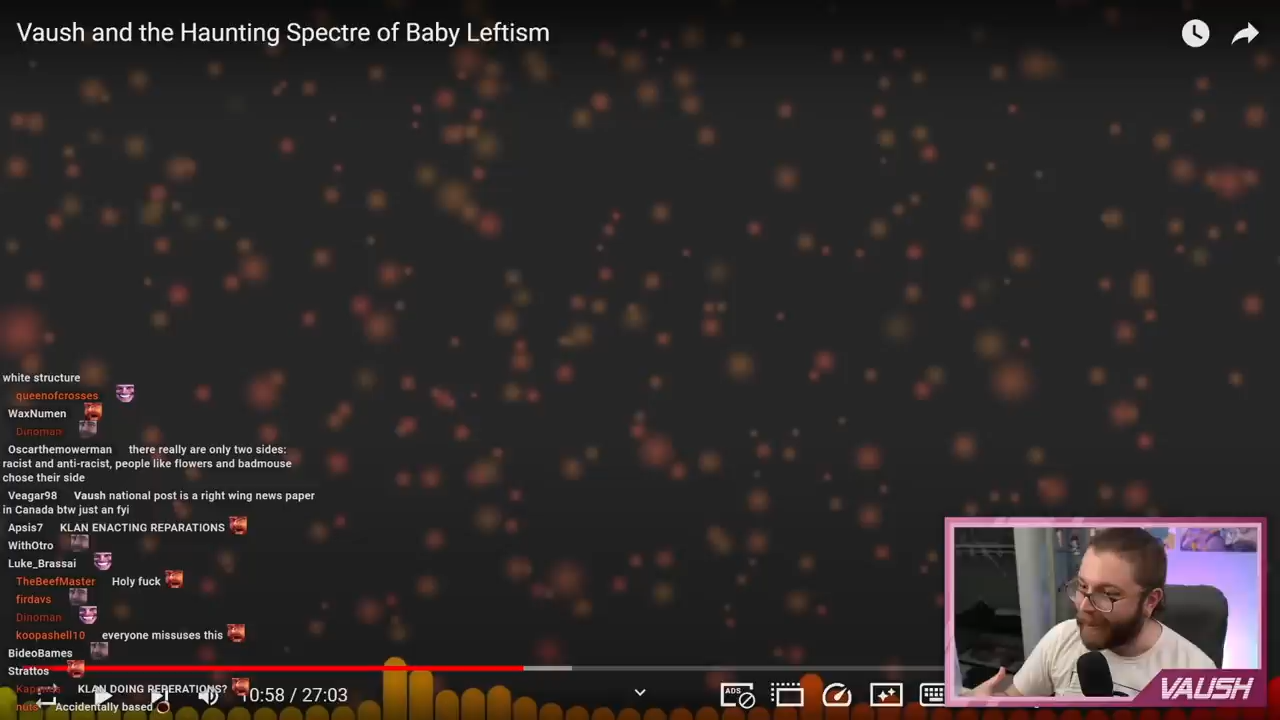 Vaush and the Haunting Spectre of Baby Leftism
white structure
queenofcrosses
WaxNumen
Dinoman
Oscarthemowerman there really are only two sides:
racist and anti-racist, people like flowers and badmouse
chose their side
Veagar98 Vaush national post is a right wing news paper
in Canada btw just an fyi
Apsis7 KLAN ENACTING REPARATIONS
WithOtro
Luke_Brassai
TheBeefMaster Holy fuck
firdavs
Dinoman
koopashell10 everyone missuses this
BideoBames
Strattos
KLAN DOING REPERATIONS?
nuts Accidentally based
10:58 / 27:03
ADS
VAUSH